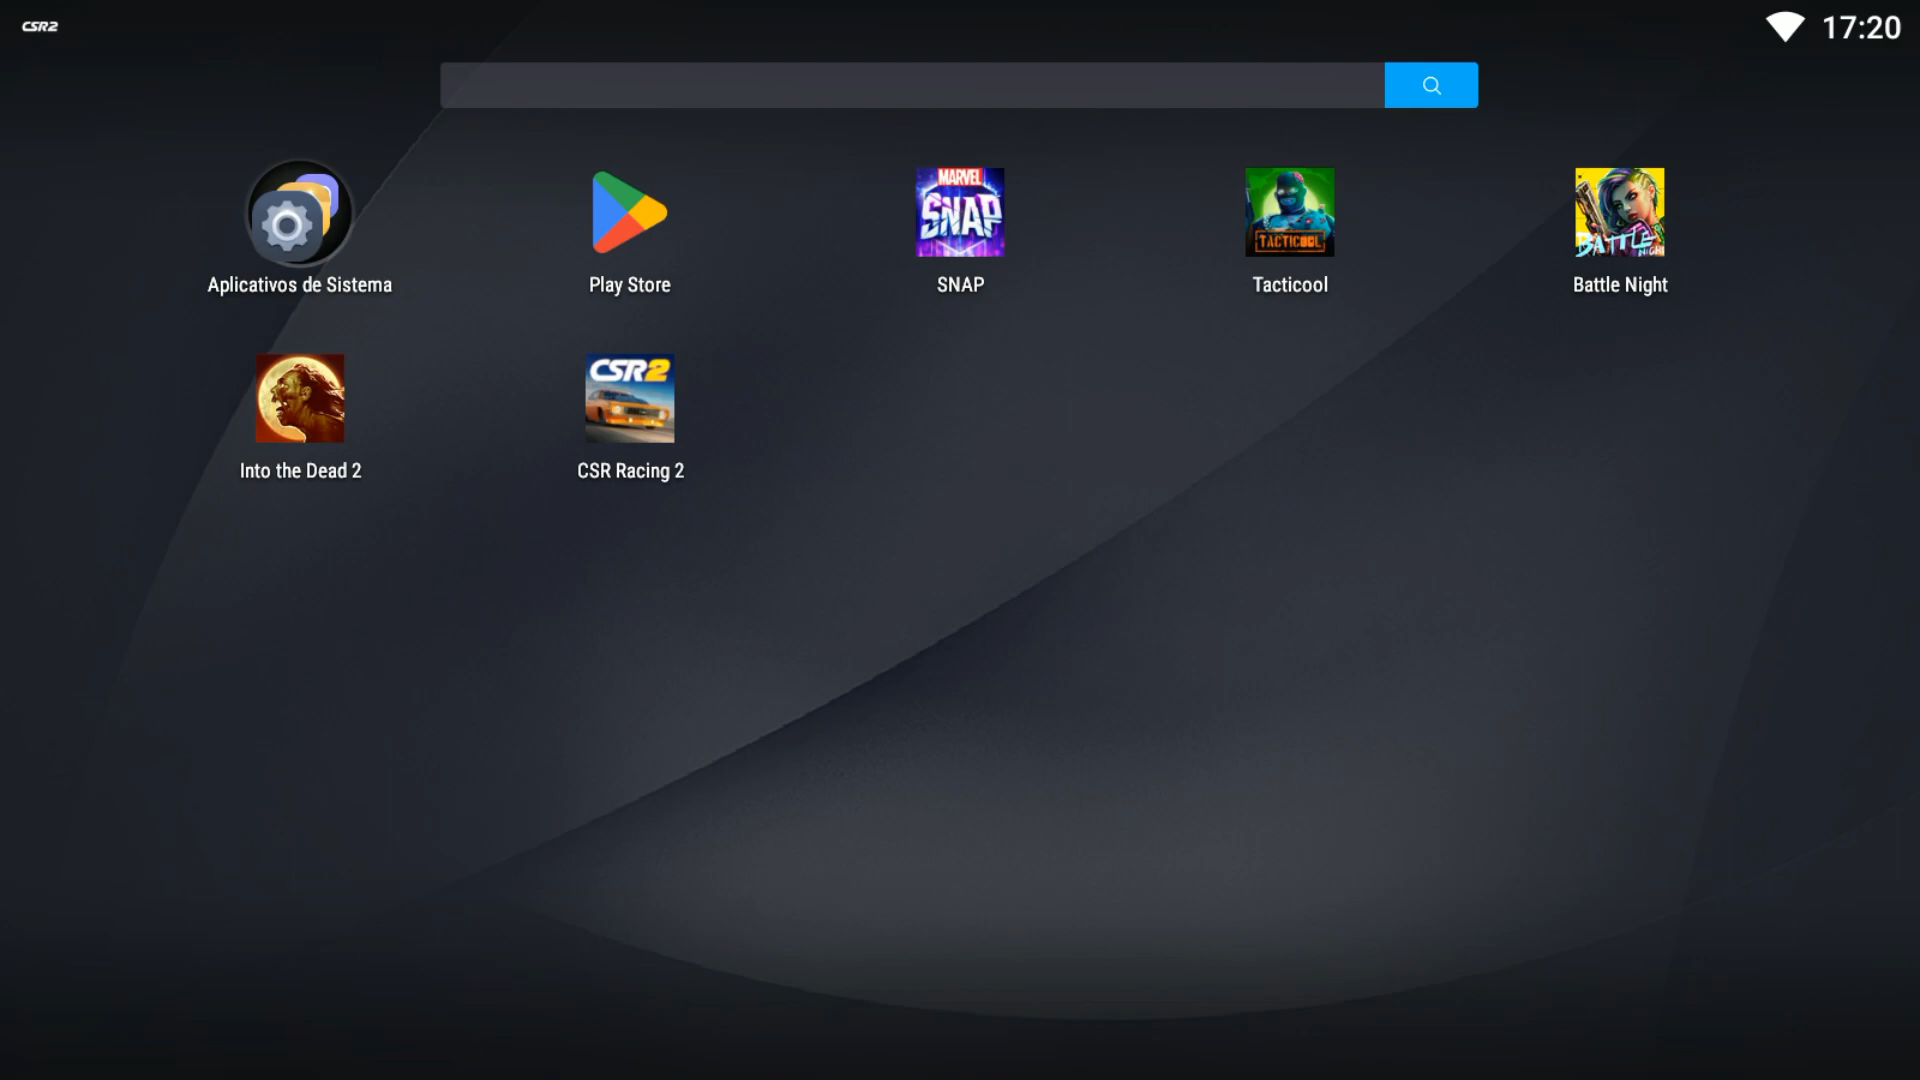 CSR2
17:20
Aplicativos de Sistema
Play Store
MARVEL
SNAP
SNAP
TACTICOOL
Tacticool
BATTLE
NIGHT
Battle Night
Into the Dead 2
CSR2
CSR Racing 2